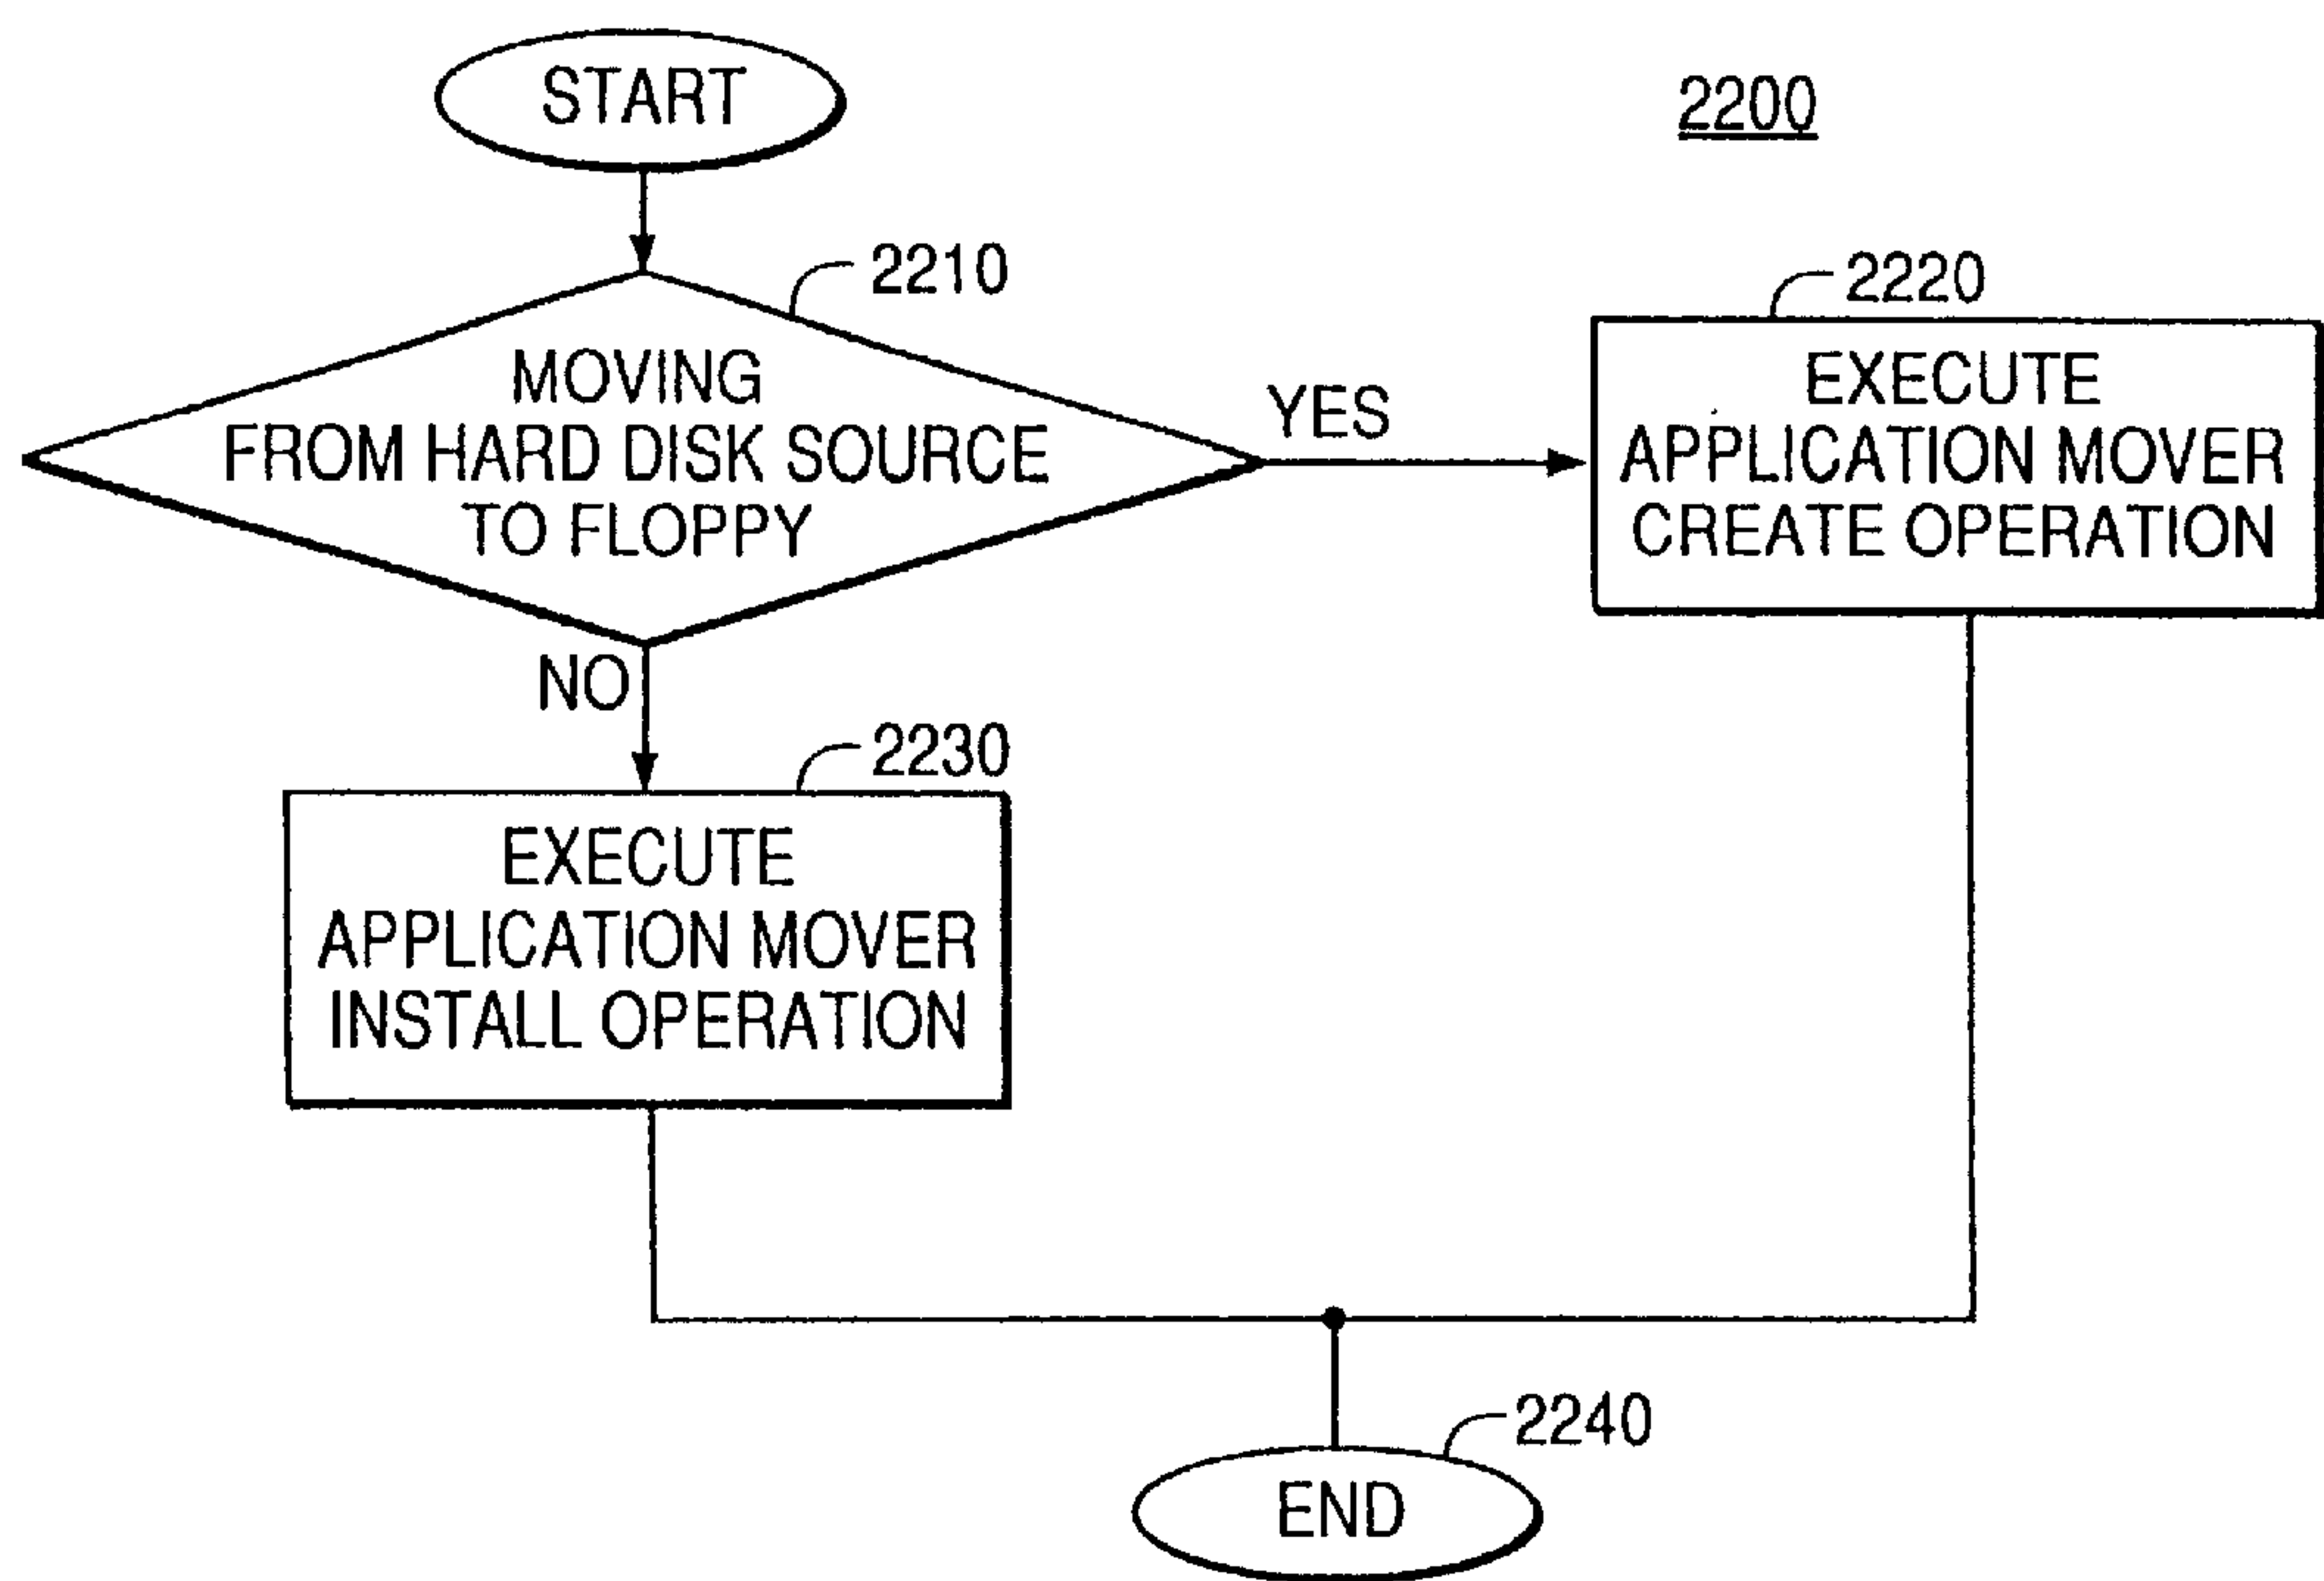 START
2200
2210
MOVING
FROM HARD DISK SOURCE
TO FLOPPY
YES
2220
EXECUTE
APPLICATION MOVER
CREATE OPERATION
NO
2230
EXECUTE
APPLICATION MOVER
INSTALL OPERATION
2240
END